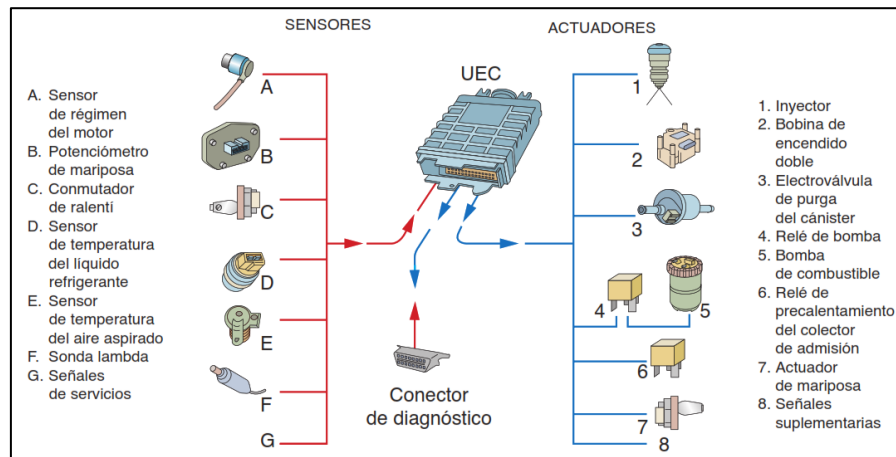 SENSORES
ACTUADORES
UEC
A. Sensor
de régimen
del motor
B. Potenciómetro
de mariposa
C. Conmutador
de ralentí
D. Sensor
de temperatura
del liquido
refrigerante
E. Sensor
de temperatura
del aire aspirado
F. Sonda lambda
G. Señales
de servicios
A
B
C
D
E
F
G
Conector
de diagnóstico
1
2
3
4
5
6
7
8
1. Inyector
2. Bobina de
encendido
doble
3. Electroválvula
de purga
del cánister
4. Relé de bomba
5. Bomba
de combustible
6. Relé de
precalentamiento
del colector
de admisión
7. Actuador
de mariposa
8. Señales
suplementarias